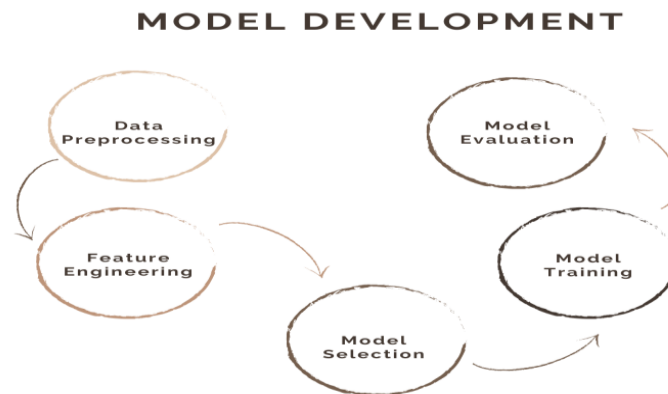 MODEL DEVELOPMENT
Data
Preprocessing
Feature
Engineering
Model
Selection
Model
Training
Model
Evaluation